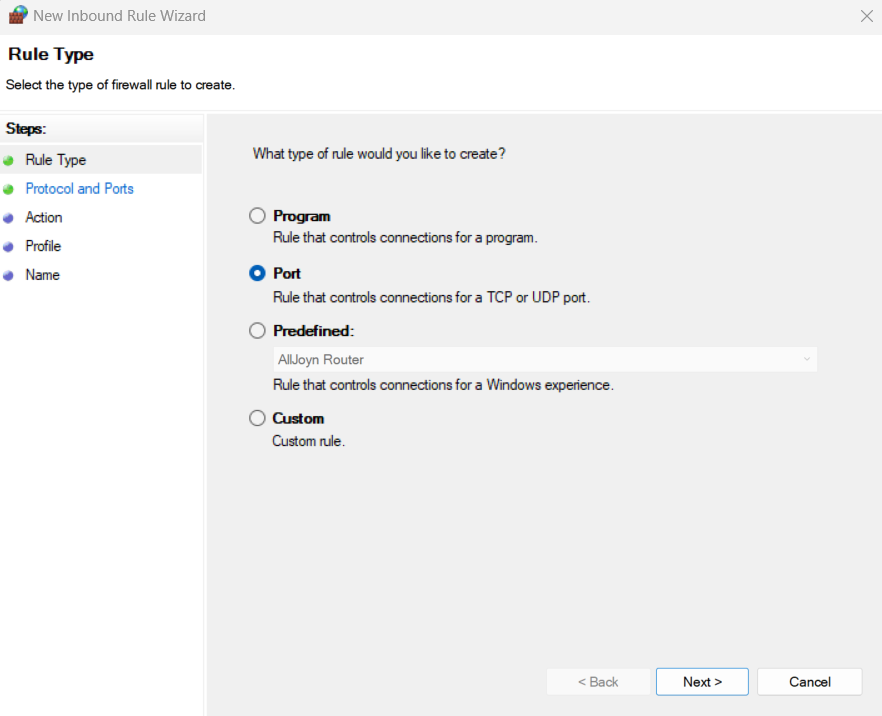 New Inbound Rule Wizard
Rule Type
Select the type of firewall rule to create.
Steps:
Rule Type
Protocol and Ports
Action
Profile
Name
What type of rule would you like to create?
Program
Rule that controls connections for a program.
Port
Rule that controls connections for a TCP or UDP port.
Predefined:
AllJoyn Router
Rule that controls connections for a Windows experience.
Custom
Custom rule.
< Back
Next >
Cancel